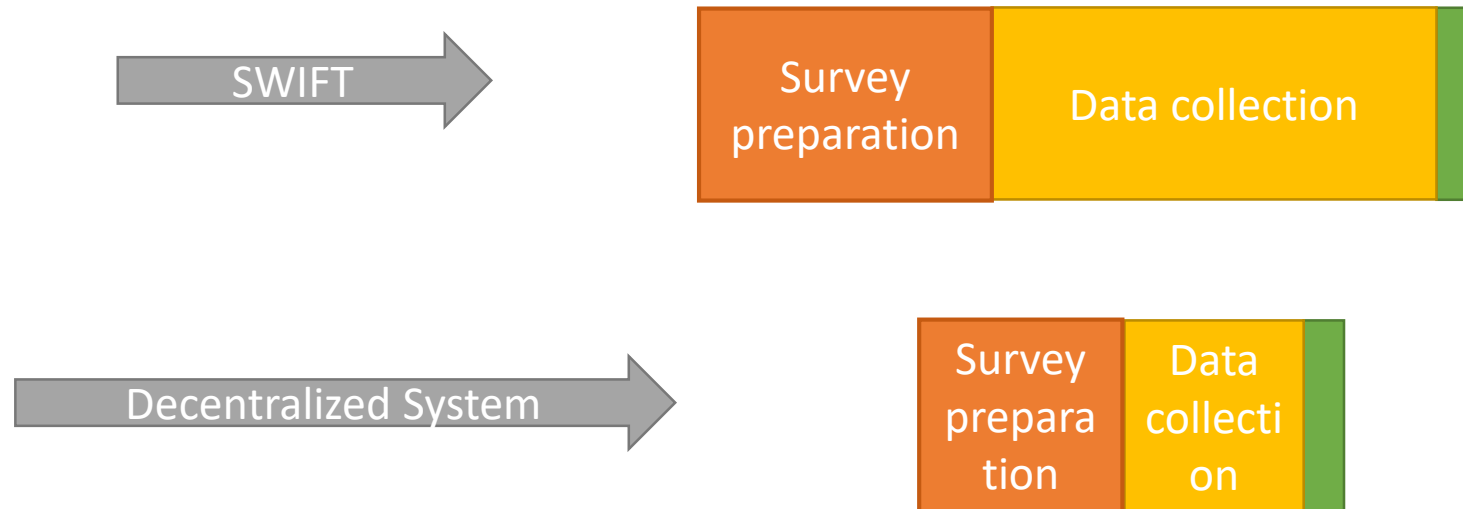 SWIFT
Survey
preparation
Data collection
Decentralized System
Survey
prepara
tion
Data
collecti
on